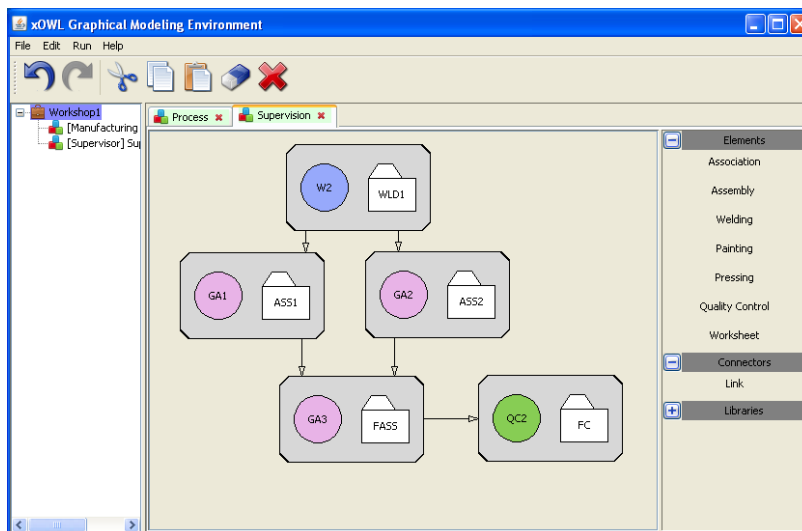 xOWL Graphical Modeling Environment
File Edit Run Help
Workshop1
[Manufacturing
[Supervisor] Su
Process
Supervision
W2 WLD1
GA1 ASS1
GA2 ASS2
GA3 FASS
QC2 FC
Elements
Association
Assembly
Welding
Painting
Pressing
Quality Control
Worksheet
Connectors
Link
Libraries